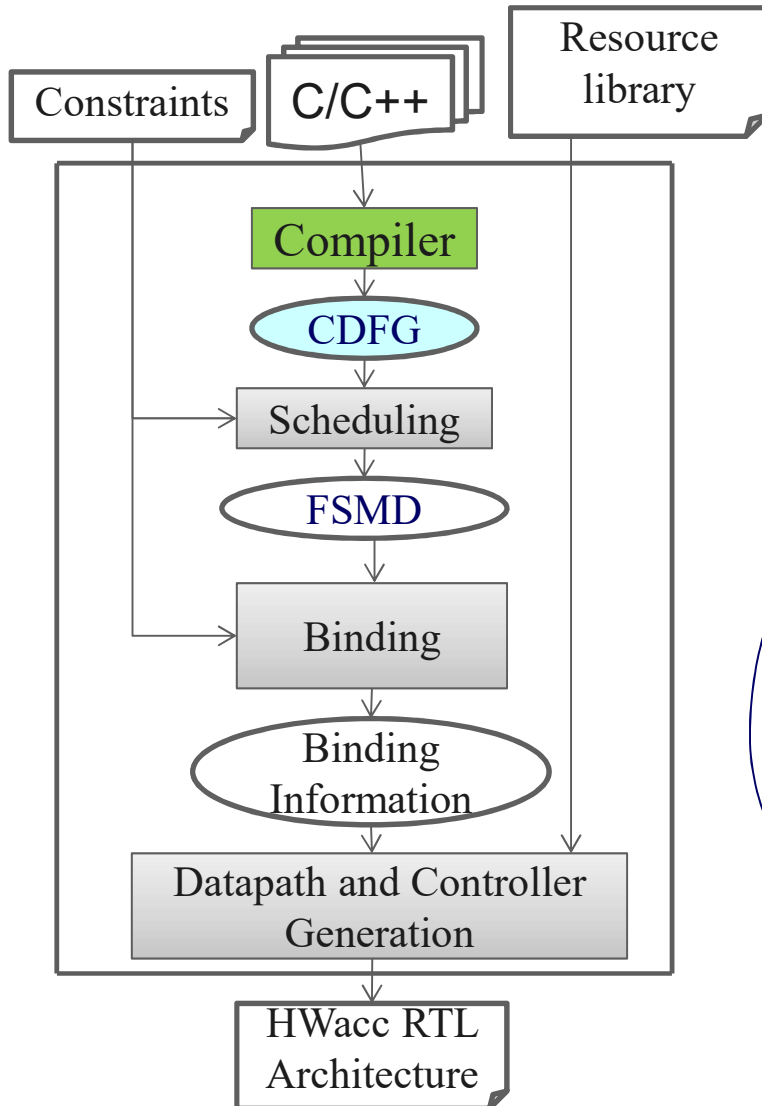 Constraints
C/C++
Resource
library
Compiler
CDFG
Scheduling
FSMD
Binding
Binding
Information
Datapath and Controller
Generation
HWacc RTL
Architecture